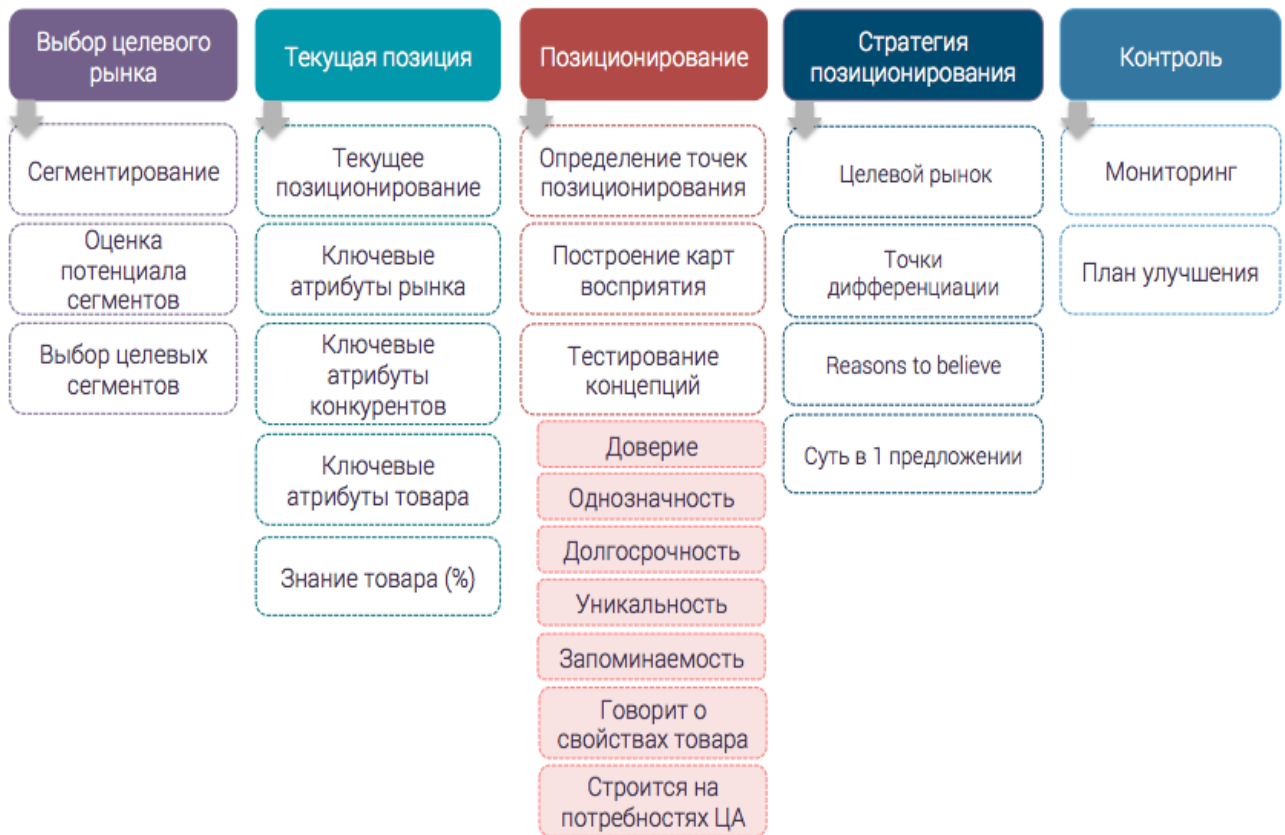 Выбор целевого
рынка
Сегментирование
Оценка
потенциала
сегментов
Выбор целевых
сегментов
Текущая позиция
Текущее
позиционирование
Ключевые
атрибуты рынка
Ключевые
атрибуты
конкурентов
Ключевые
атрибуты товара
Знание товара (%)
Позиционирование
Определение точек
позиционирования
Построение карт
восприятия
Тестирование
концепций
Доверие
Однозначность
Долгосрочность
Уникальность
Запоминаемость
Говорит о
свойствах товара
Строится на
потребностях ЦА
Стратегия
позиционирования
Целевой рынок
Точки
дифференциации
Reasons to believe
Суть в 1 предложении
Контроль
Мониторинг
План улучшения